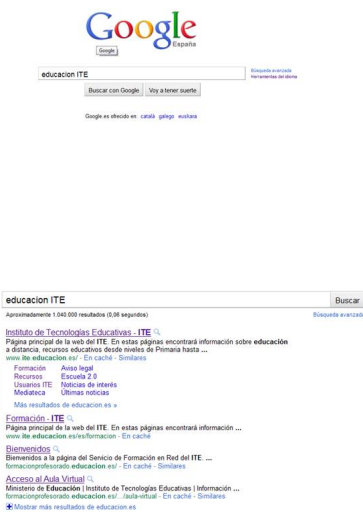 Google
España
Google
educacion ITE
Búsqueda avanzada
Herramientas del idioma
Buscar con Google Voy a tener suerte
Google.es ofrecido en: català galego euskara
educacion ITE Buscar
Aproximadamente 1.040.000 resultados (0,06 segundos) Búsqueda avanzada
Instituto de Tecnologías Educativas - ITE
Página principal de la web del ITE. En estas páginas encontrará información sobre educación
a distancia, recursos educativos desde niveles de Primaria hasta ...
www.ite.educacion.es/ - En caché - Similares
Formación Aviso legal
Recursos Escuela 2.0
Usuarios ITE Noticias de interés
Mediateca Últimas noticias
Más resultados de educacion.es »
Formación - ITE
Página principal de la web del ITE. En estas páginas encontrará información ...
www.ite.educacion.es/es/formacion - En caché
Bienvenidos
Bienvenidos a la página del Servicio de Formación en Red del ITE. ...
formacionprofesorado.educacion.es/ - En caché - Similares
Acceso al Aula Virtual
Ministerio de Educación | Instituto de Tecnologías Educativas | Información ...
formacionprofesorado.educacion.es/.../aula-virtual - En caché - Similares
Mostrar más resultados de educacion.es